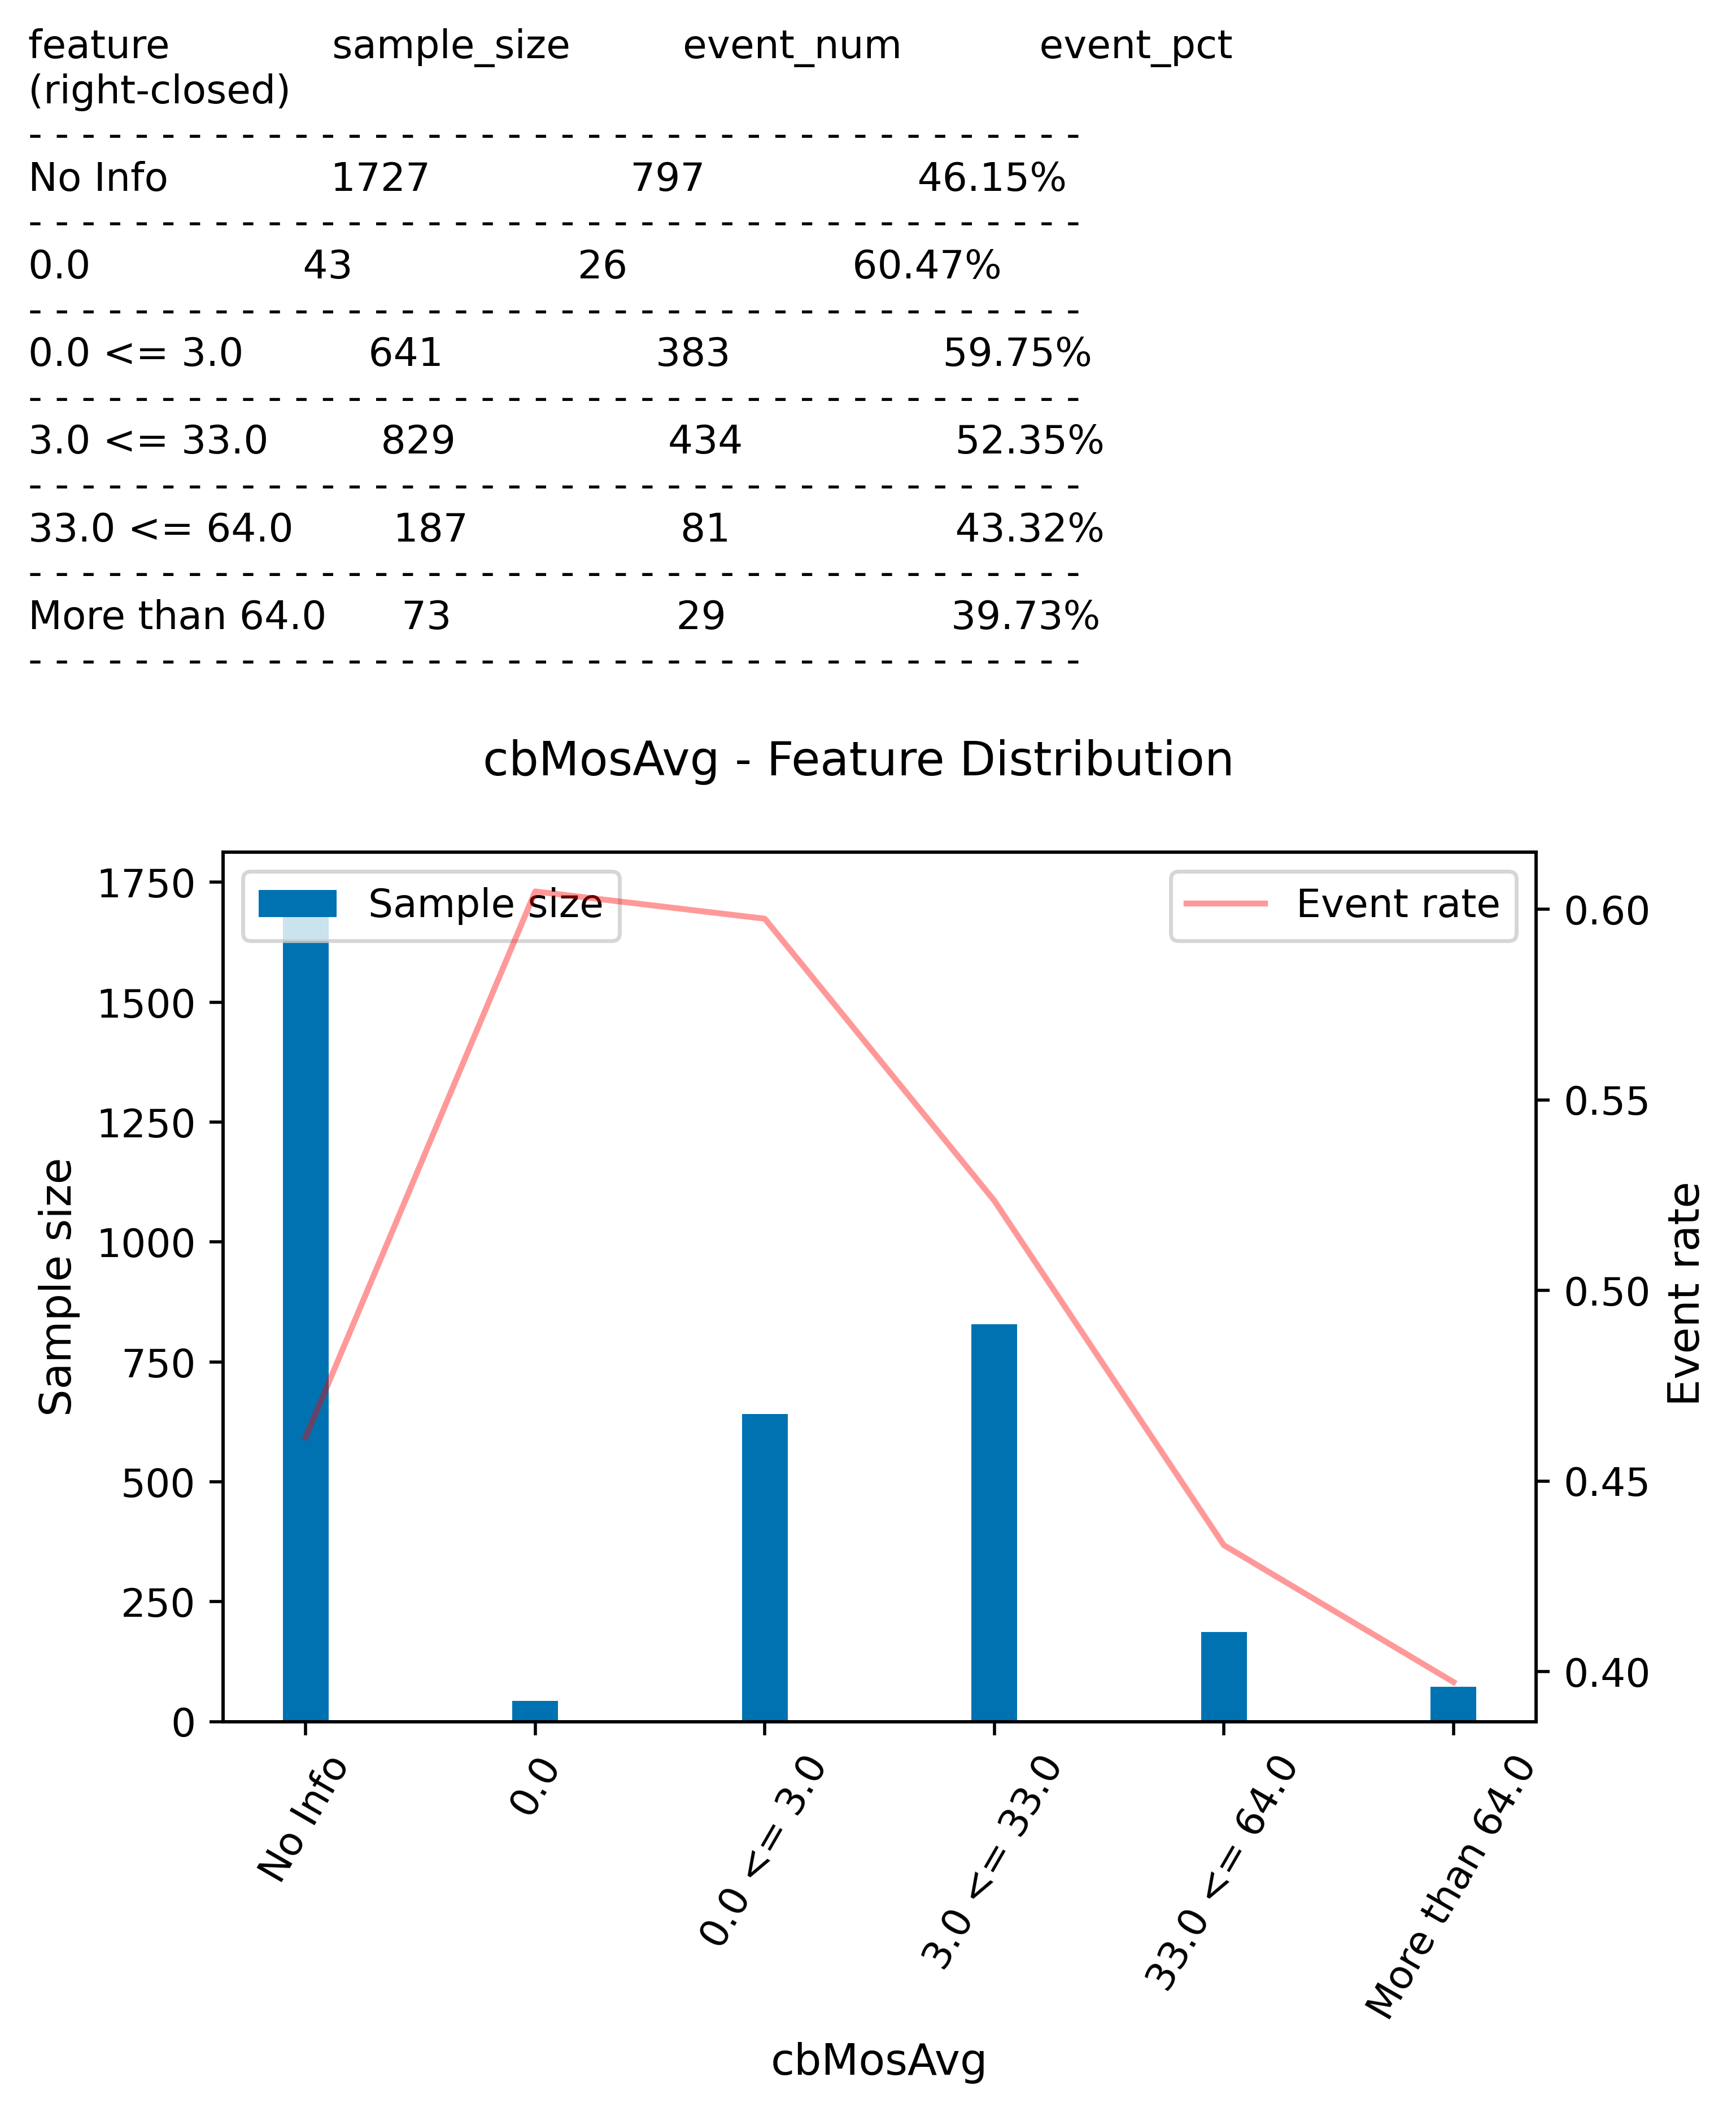 feature sample_size event_num event_pct
(right-closed)
- - - - - - - - - - - - - - - - - - - - - - - - - - - - - - - - - - - - - - - -
No Info 1727 797 46.15%
- - - - - - - - - - - - - - - - - - - - - - - - - - - - - - - - - - - - - - - -
0.0 43 26 60.47%
- - - - - - - - - - - - - - - - - - - - - - - - - - - - - - - - - - - - - - - -
0.0 <= 3.0 641 383 59.75%
- - - - - - - - - - - - - - - - - - - - - - - - - - - - - - - - - - - - - - - -
3.0 <= 33.0 829 434 52.35%
- - - - - - - - - - - - - - - - - - - - - - - - - - - - - - - - - - - - - - - -
33.0 <= 64.0 187 81 43.32%
- - - - - - - - - - - - - - - - - - - - - - - - - - - - - - - - - - - - - - - -
More than 64.0 73 29 39.73%
- - - - - - - - - - - - - - - - - - - - - - - - - - - - - - - - - - - - - - - -
cbMosAvg - Feature Distribution
Sample size
Event rate
1750
1500
1250
1000
750
500
250
0
Sample size
0.60
0.55
0.50
0.45
0.40
Event rate
No Info
0.0
0.0 <= 3.0
3.0 <= 33.0
33.0 <= 64.0
More than 64.0
cbMosAvg